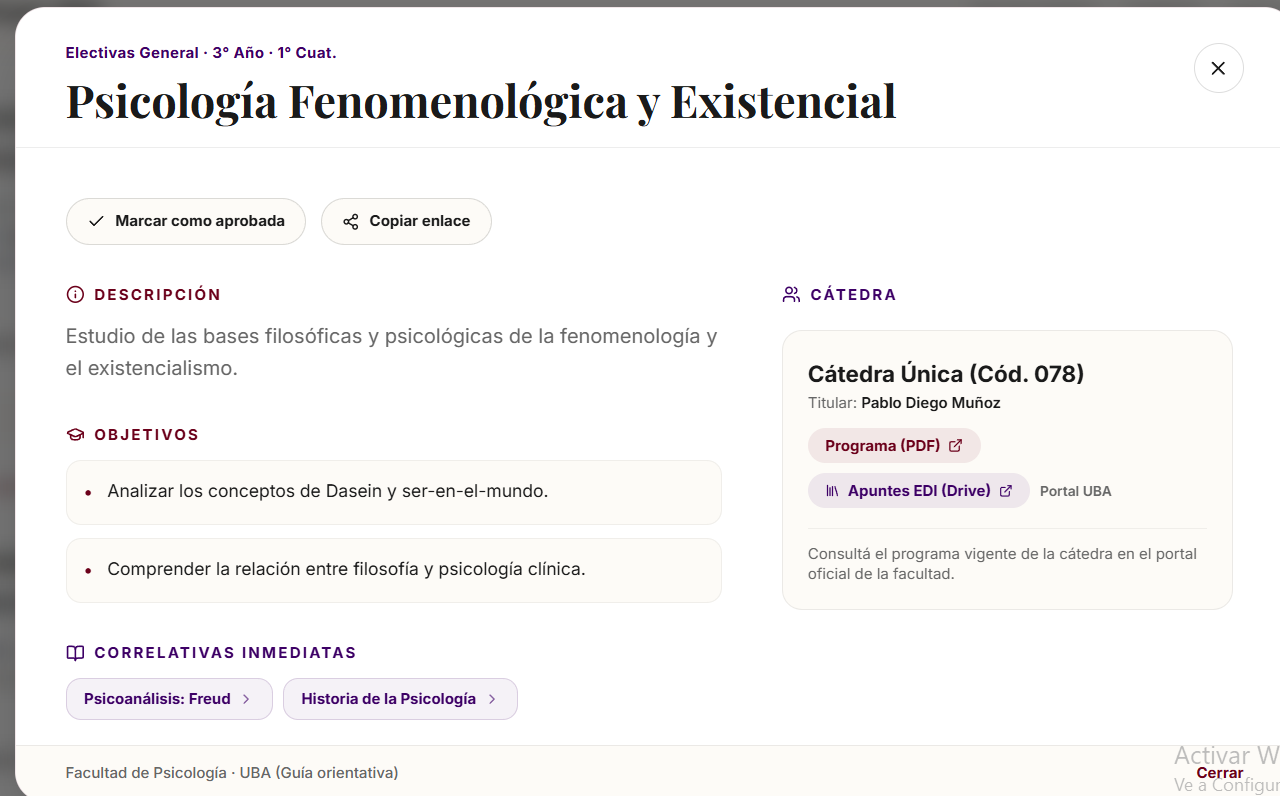 Electivas General · 3° Año · 1° Cuat.
Psicología Fenomenológica y Existencial
Marcar como aprobada
Copiar enlace
DESCRIPCIÓN
Estudio de las bases filosóficas y psicológicas de la fenomenología y
el existencialismo.
OBJETIVOS
• Analizar los conceptos de Dasein y ser-en-el-mundo.
• Comprender la relación entre filosofía y psicología clínica.
CORRELATIVAS INMEDIATAS
Psicoanálisis: Freud
Historia de la Psicología
CÁTEDRA
Cátedra Única (Cód. 078)
Titular: Pablo Diego Muñoz
Programa (PDF)
Apuntes EDI (Drive)
Portal UBA
Consultá el programa vigente de la cátedra en el portal
oficial de la facultad.
Facultad de Psicología · UBA (Guía orientativa)
Cerrar
Activar W
Ve a Configur